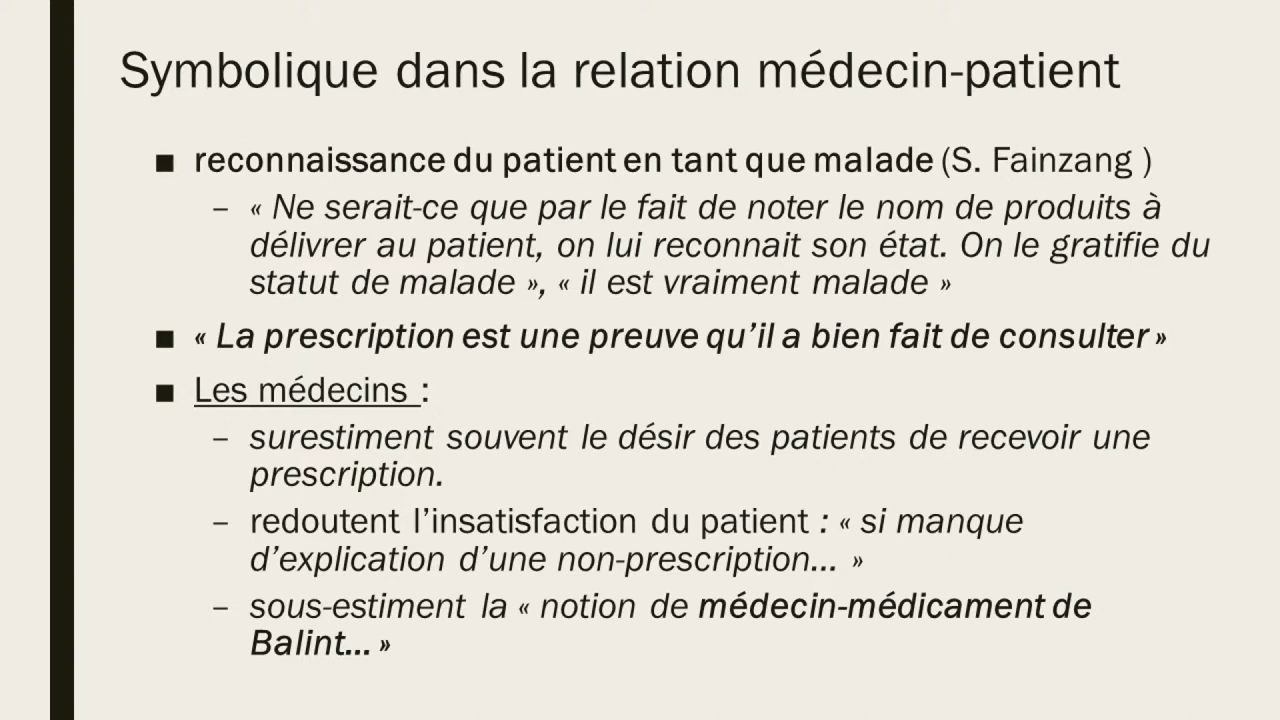 Symbolique dans la relation médecin-patient
■ reconnaissance du patient en tant que malade (S. Fainzang )
– « Ne serait-ce que par le fait de noter le nom de produits à
délivrer au patient, on lui reconnait son état. On le gratifie du
statut de malade », « il est vraiment malade »
■ « La prescription est une preuve qu’il a bien fait de consulter »
■ Les médecins :
– surestiment souvent le désir des patients de recevoir une
prescription.
– redoutent l’insatisfaction du patient : « si manque
d’explication d’une non-prescription... »
– sous-estiment la « notion de médecin-médicament de
Balint... »